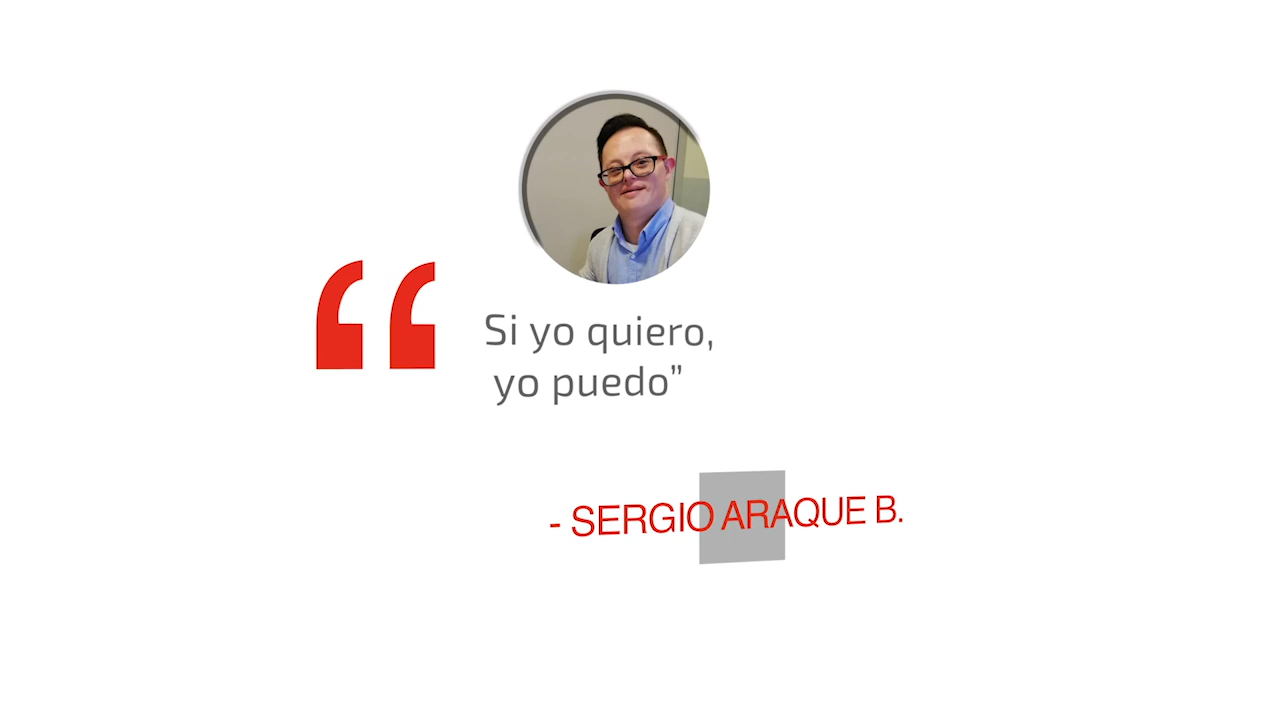 “ Si yo quiero,
yo puedo”
- SERGIO ARAQUE B.